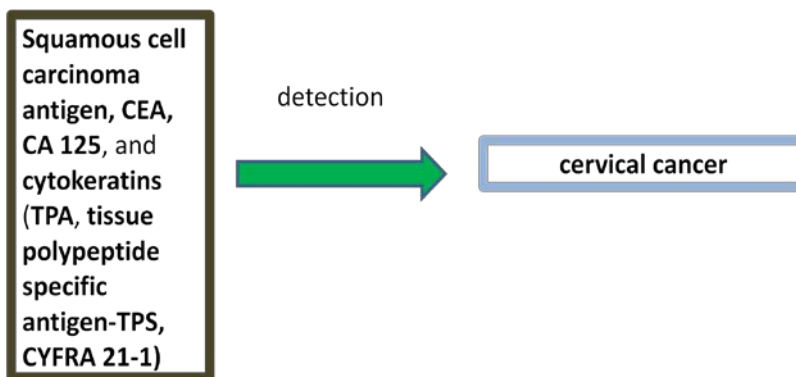 Squamous cell
carcinoma
antigen, CEA,
CA 125, and
cytokeratins
(TPA, tissue
polypeptide
specific
antigen-TPS,
CYFRA 21-1)
detection
cervical cancer